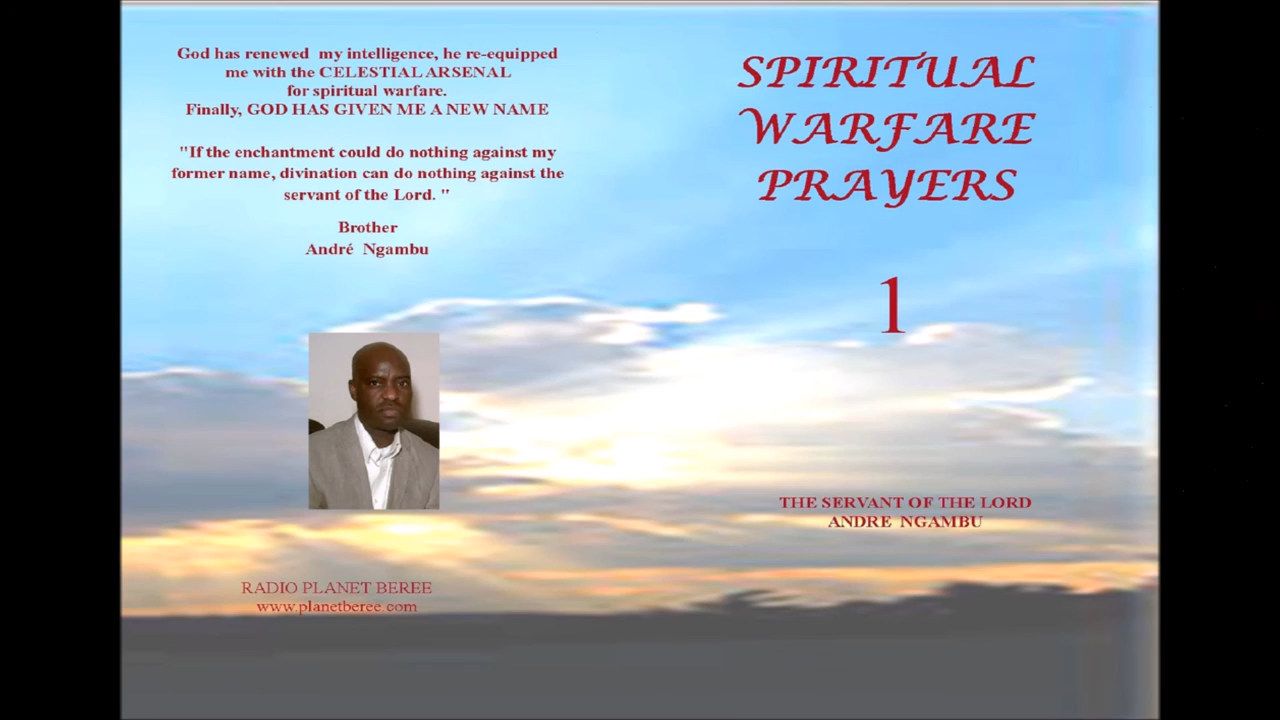 God has renewed my intelligence, he re-equipped
me with the CELESTIAL ARSENAL
for spiritual warfare.
Finally, GOD HAS GIVEN ME A NEW NAME
"If the enchantment could do nothing against my
former name, divination can do nothing against the
servant of the Lord. "
Brother
André Ngambu
RADIO PLANET BEREE
www.planetberee.com
SPIRITUAL
WARFARE
PRAYERS
1
THE SERVANT OF THE LORD
ANDRE NGAMBU